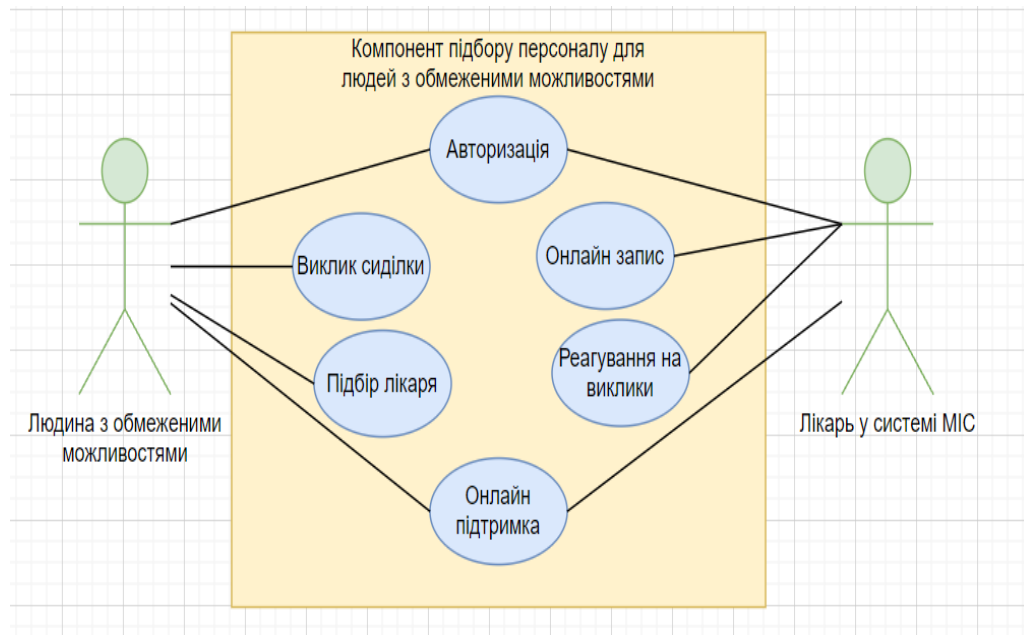 Компонент підбору персоналу для
людей з обмеженими можливостями
Авторизація
Виклик сиділки
Онлайн запис
Підбір лікаря
Реагування на
виклики
Онлайн
підтримка
Людина з обмеженими
можливостями
Лікарь у системі МІС